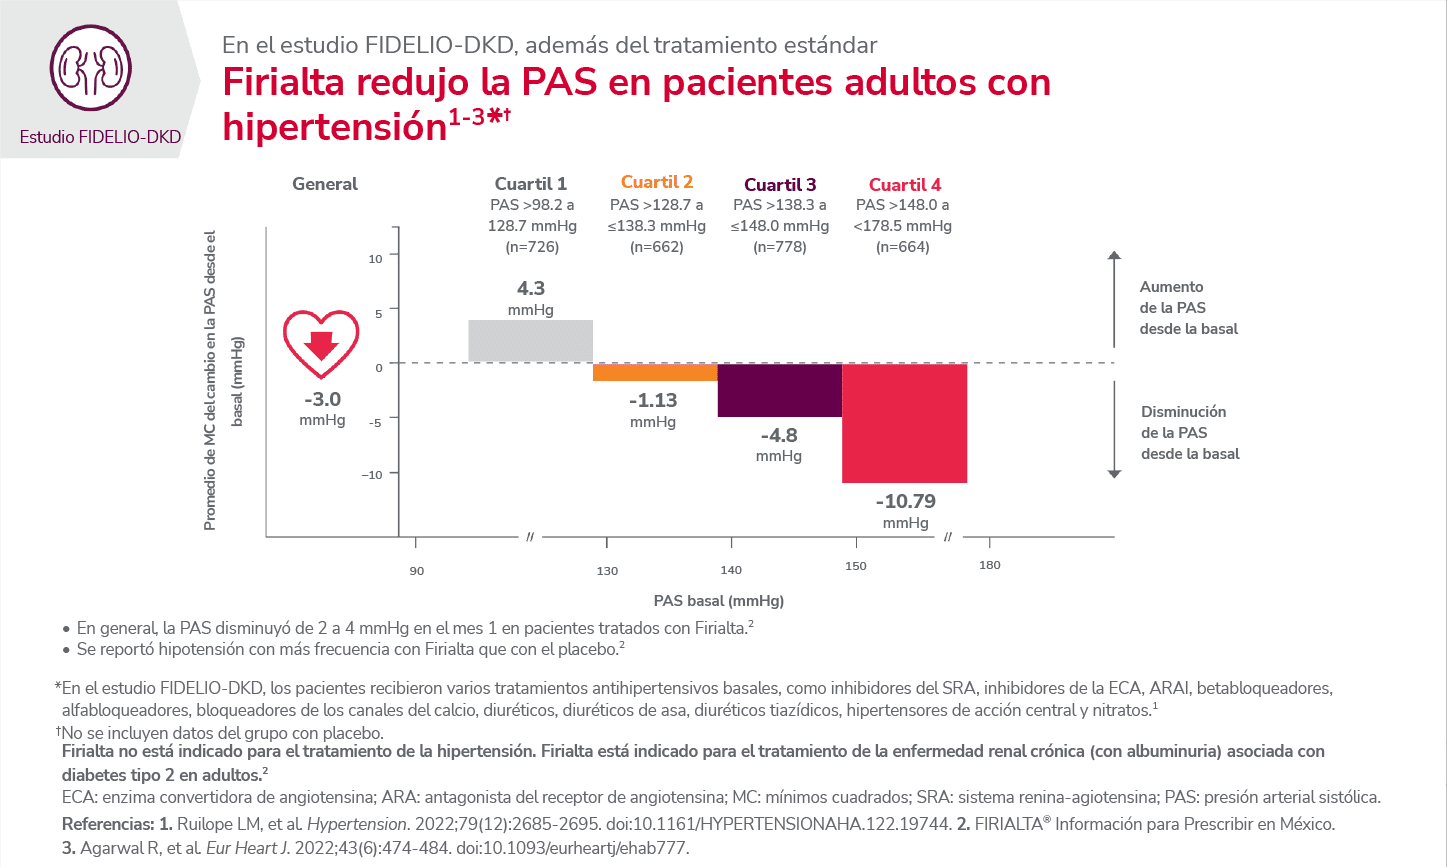 Estudio FIDELIO-DKD
En el estudio FIDELIO-DKD, además del tratamiento estándar
Firialta redujo la PAS en pacientes adultos con
hipertensión1-3*†
General
Cuartil 1
PAS >98.2 a
128.7 mmHg
(n=726)
Cuartil 2
PAS >128.7 a
≤138.3 mmHg
(n=662)
Cuartil 3
PAS >138.3 a
≤148.0 mmHg
(n=778)
Cuartil 4
PAS >148.0 a
<178.5 mmHg
(n=664)
Promedio de MC del cambio en la PAS desde el
basal (mmHg)
10
5
0
-5
-10
-3.0
mmHg
4.3
mmHg
-1.13
mmHg
-4.8
mmHg
-10.79
mmHg
Aumento
de la PAS
desde la basal
Disminución
de la PAS
desde la basal
//
//
90
130
140
150
180
PAS basal (mmHg)
• En general, la PAS disminuyó de 2 a 4 mmHg en el mes 1 en pacientes tratados con Firialta.2
• Se reportó hipotensión con más frecuencia con Firialta que con el placebo.2
*En el estudio FIDELIO-DKD, los pacientes recibieron varios tratamientos antihipertensivos basales, como inhibidores del SRA, inhibidores de la ECA, ARAI, betabloqueadores,
alfabloqueadores, bloqueadores de los canales del calcio, diuréticos, diuréticos de asa, diuréticos tiazídicos, hipertensores de acción central y nitratos.1
†No se incluyen datos del grupo con placebo.
Firialta no está indicado para el tratamiento de la hipertensión. Firialta está indicado para el tratamiento de la enfermedad renal crónica (con albuminuria) asociada con
diabetes tipo 2 en adultos.2
ECA: enzima convertidora de angiotensina; ARA: antagonista del receptor de angiotensina; MC: mínimos cuadrados; SRA: sistema renina-agiotensina; PAS: presión arterial sistólica.
Referencias: 1. Ruilope LM, et al. Hypertension. 2022;79(12):2685-2695. doi:10.1161/HYPERTENSIONAHA.122.19744. 2. FIRIALTA® Información para Prescribir en México.
3. Agarwal R, et al. Eur Heart J. 2022;43(6):474-484. doi:10.1093/eurheartj/ehab777.